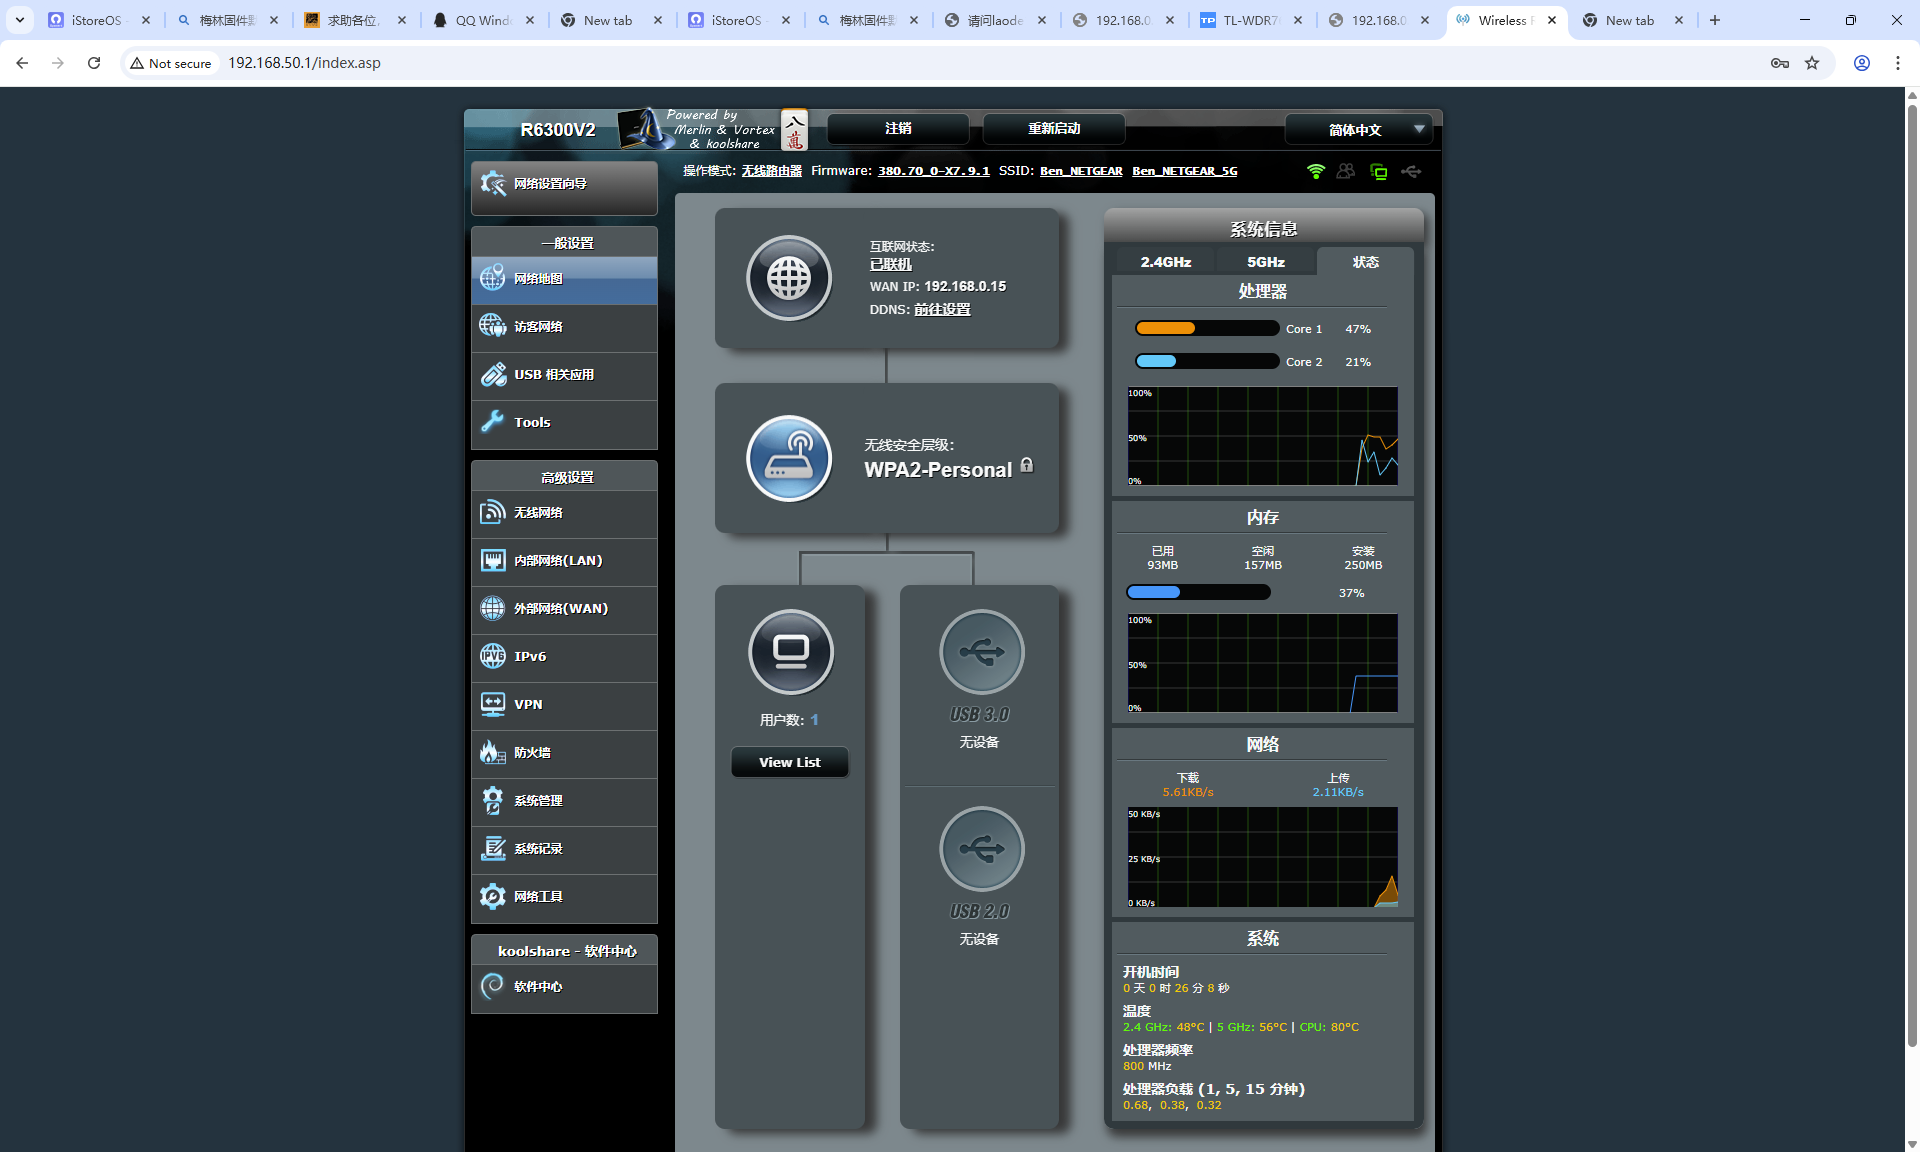 iStoreOS -
梅林固件默
求助各位,
QQ Wind
New tab
iStoreOS -
梅林固件默
请问laode
192.168.0
TP TL-WDR7
192.168.0
Wireless R
New tab
Not secure
192.168.50.1/index.asp
R6300V2
Powered by
Merlin & Vortex
& koolshare
八萬
注销
重新启动
简体中文
操作模式: 无线路由器 Firmware: 380.70_0-X7.9.1 SSID: Ben_NETGEAR Ben_NETGEAR_5G
网络设置向导
一般设置
网络地图
访客网络
USB 相关应用
Tools
高级设置
无线网络
内部网络(LAN)
外部网络(WAN)
IPV6 IPv6
VPN
防火墙
系统管理
系统记录
网络工具
koolshare - 软件中心
软件中心
互联网状态:
已联机
WAN IP: 192.168.0.15
DDNS: 前往设置
无线安全层级:
WPA2-Personal
用户数: 1
View List
USB 3.0
无设备
USB 2.0
无设备
系统信息
2.4GHz 5GHz 状态
处理器
Core 1 47%
Core 2 21%
100%
50%
0%
内存
已用 空闲 安装
93MB 157MB 250MB
37%
100%
50%
0%
网络
下载 上传
5.61KB/s 2.11KB/s
50 KB/s
25 KB/s
0 KB/s
系统
开机时间
0 天 0 时 26 分 8 秒
温度
2.4 GHz: 48°C | 5 GHz: 56°C | CPU: 80°C
处理器频率
800 MHz
处理器负载 (1, 5, 15 分钟)
0.68, 0.38, 0.32